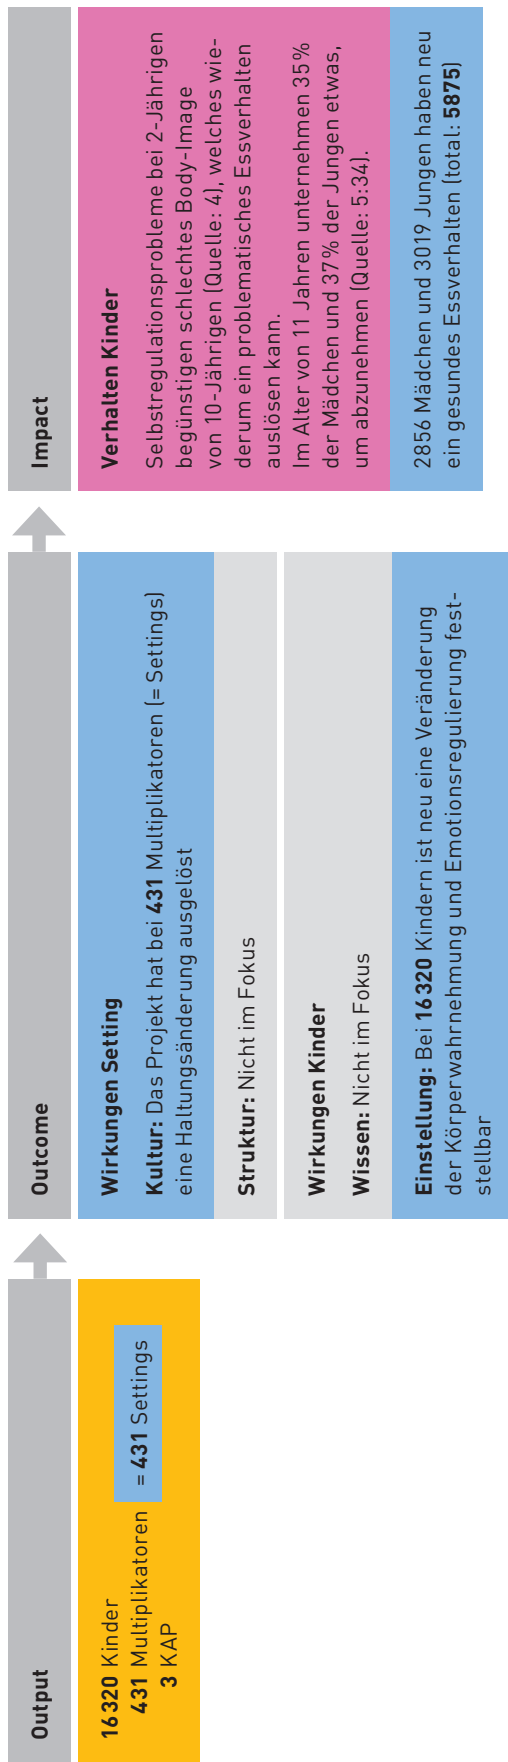 Output
16 320 Kinder
431 Multiplikatoren = 431 Settings
3 KAP
Outcome
Wirkungen Setting
Kultur: Das Projekt hat bei 431 Multiplikatoren (= Settings)
eine Haltungsänderung ausgelöst
Struktur: Nicht im Fokus
Wirkungen Kinder
Wissen: Nicht im Fokus
Einstellung: Bei 16 320 Kindern ist neu eine Veränderung
der Körperwahrnehmung und Emotionsregulierung fest-
stellbar
Impact
Verhalten Kinder
Selbstregulationsprobleme bei 2-Jährigen
begünstigen schlechtes Body-Image
von 10-Jährigen (Quelle: 4), welches wie-
derum ein problematisches Essverhalten
auslösen kann.
Im Alter von 11 Jahren unternehmen 35 %
der Mädchen und 37 % der Jungen etwas,
um abzunehmen (Quelle: 5:34).
2856 Mädchen und 3019 Jungen haben neu
ein gesundes Essverhalten (total: 5875)